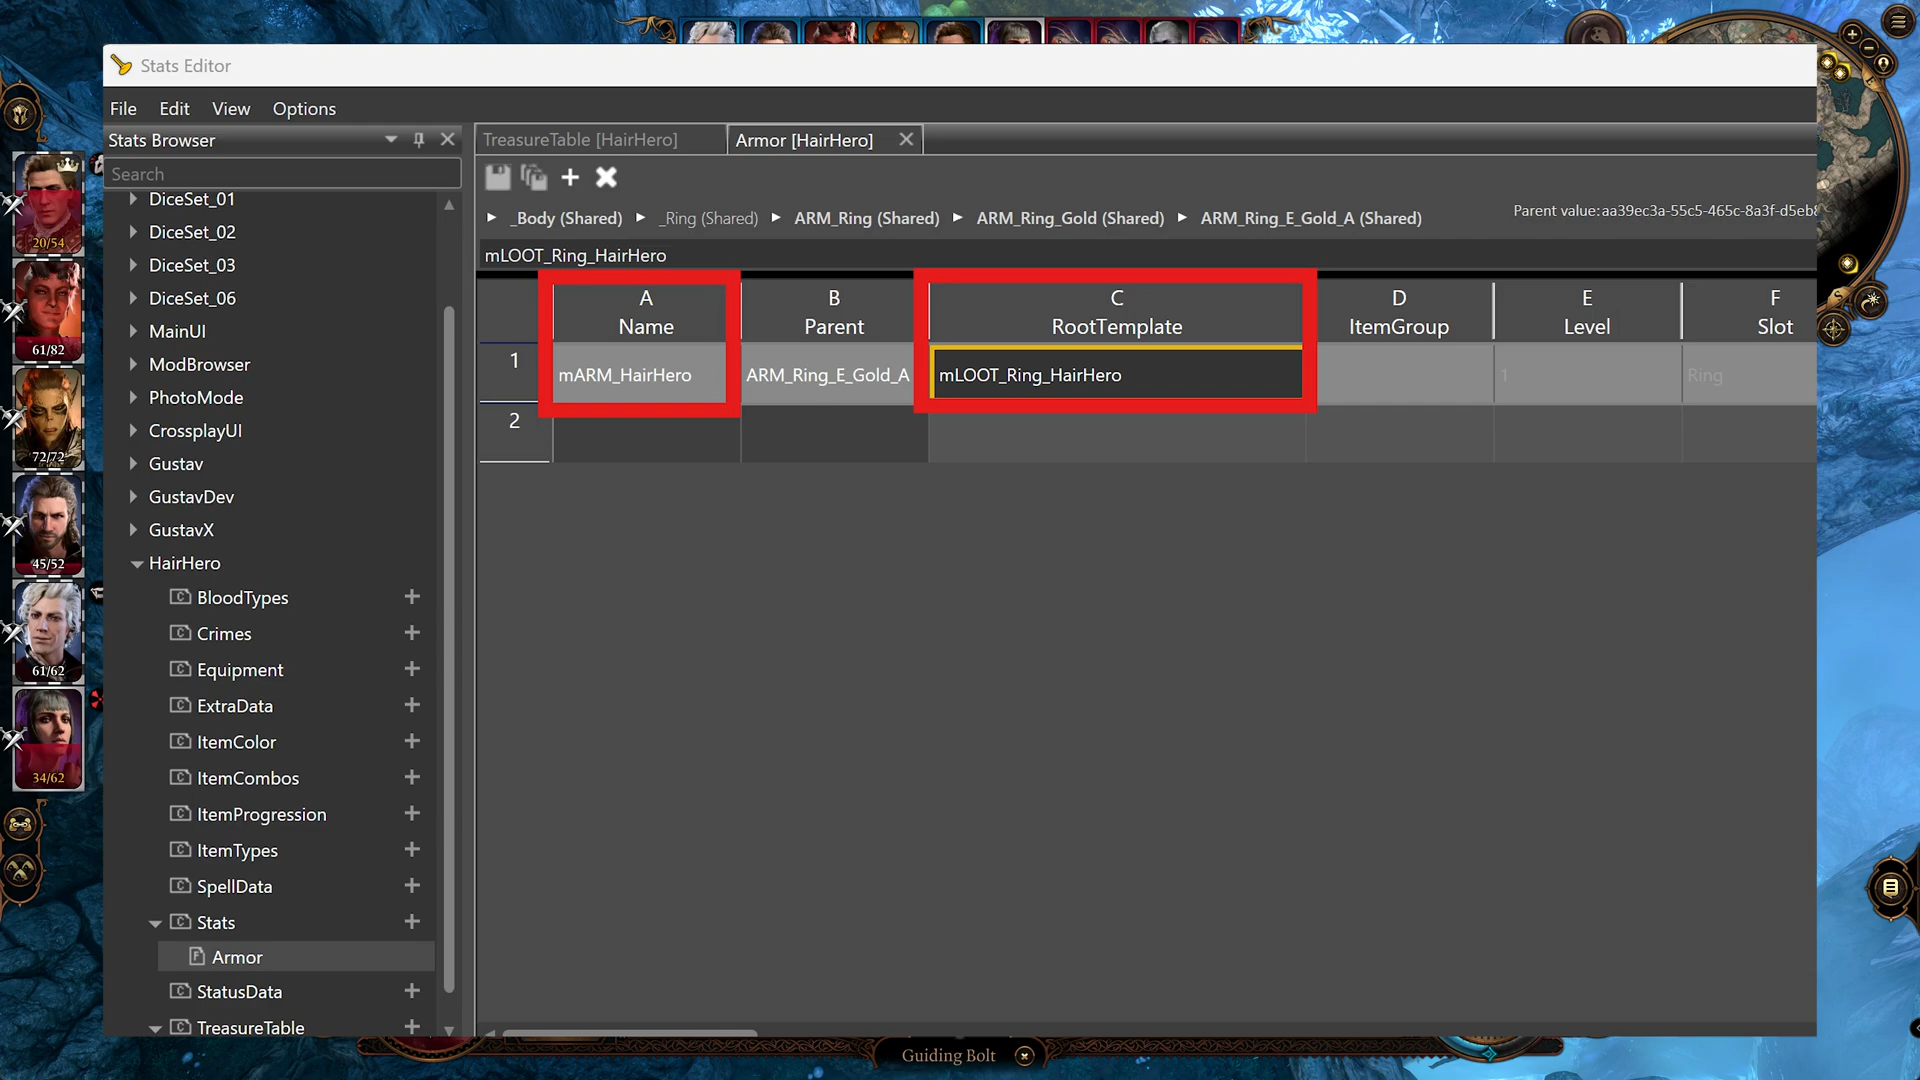 Stats Editor
File Edit View Options
Stats Browser
Search
DiceSet_01
DiceSet_02
DiceSet_03
DiceSet_06
MainUI
ModBrowser
PhotoMode
CrossplayUI
Gustav
GustavDev
GustavX
HairHero
BloodTypes
Crimes
Equipment
ExtraData
ItemColor
ItemCombos
ItemProgression
ItemTypes
SpellData
Stats
Armor
StatusData
TreasureTable
TreasureTable [HairHero]
Armor [HairHero]
_Body (Shared) _Ring (Shared) ARM_Ring (Shared) ARM_Ring_Gold (Shared) ARM_Ring_E_Gold_A (Shared)
Parent value:aa39ec3a-55c5-465c-8a3f-d5eb
mLOOT_Ring_HairHero
A B C D E F
Name Parent RootTemplate ItemGroup Level Slot
1 mARM_HairHero ARM_Ring_E_Gold_A mLOOT_Ring_HairHero 1 Ring
2
20/54
61/82
72/72
45/52
61/62
34/62
Guiding Bolt